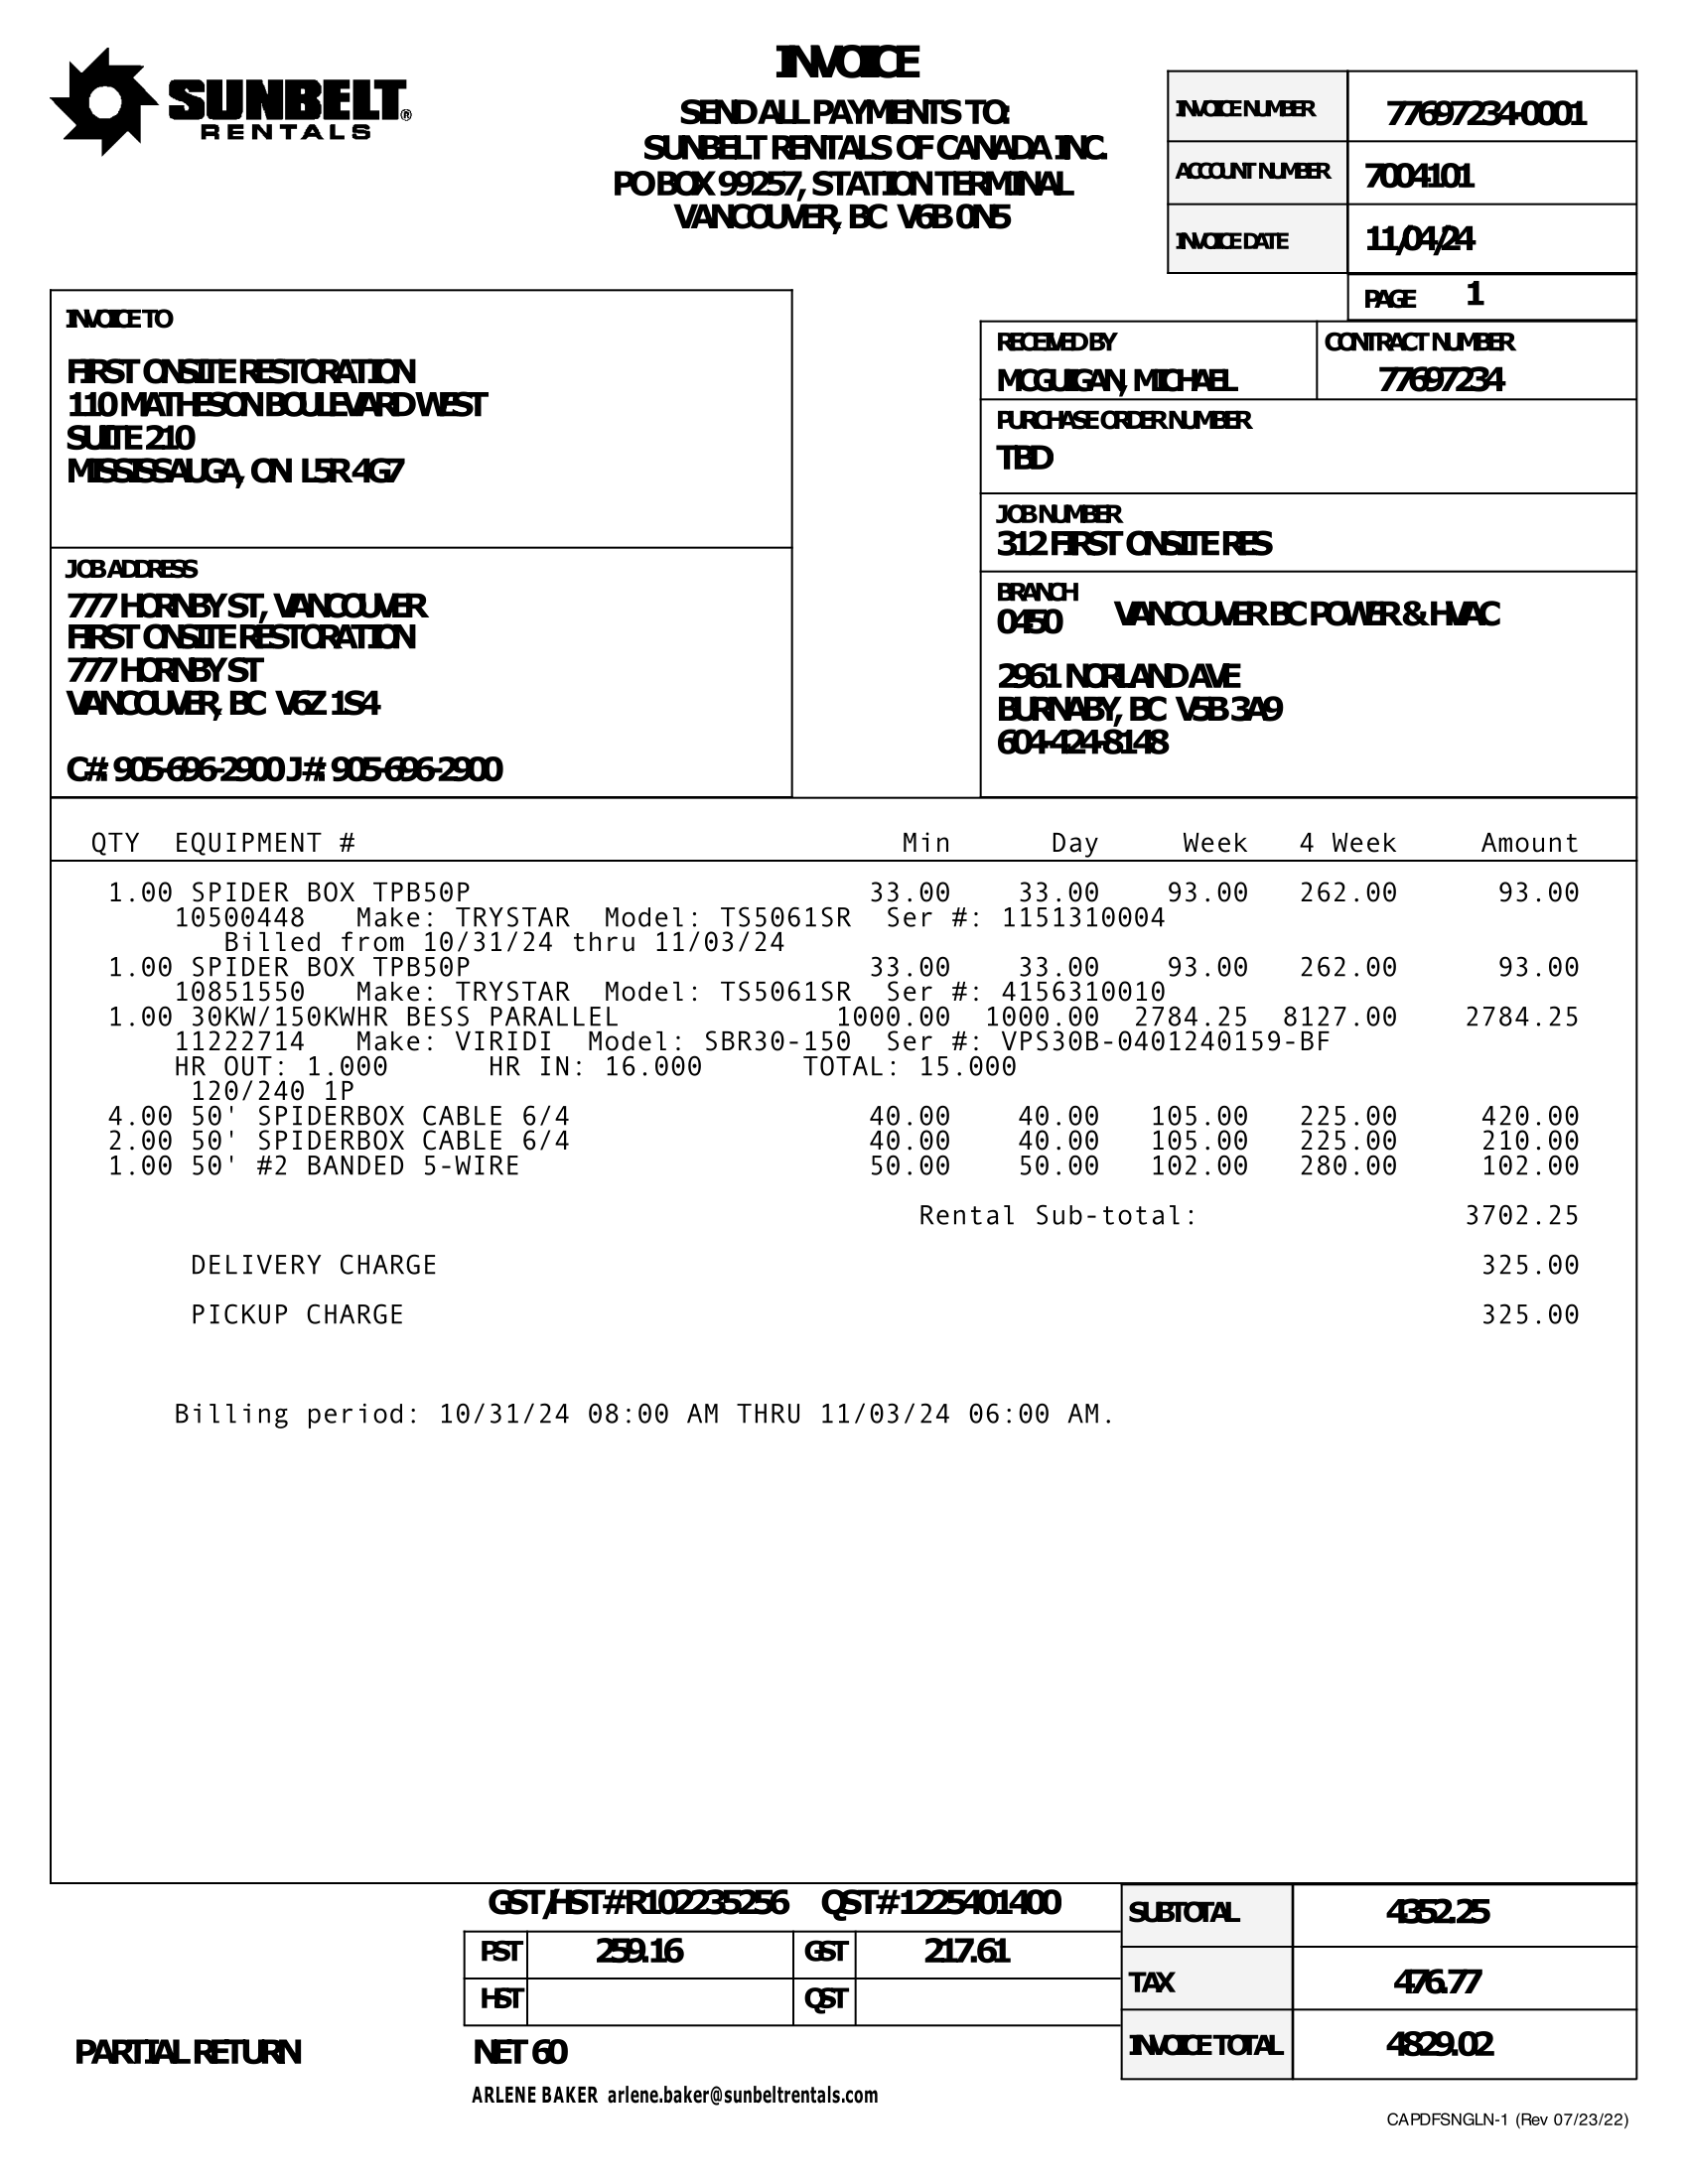 SUNBELT®
RENTALS
INVOICE
SEND ALL PAYMENTS TO:
SUNBELT RENTALS OF CANADA INC.
PO BOX 99257, STATION TERMINAL
VANCOUVER, BC V6B 0N5
INVOICE NUMBER 77697234-0001
ACCOUNT NUMBER 7004101
INVOICE DATE 11/04/24
PAGE 1
INVOICE TO
FIRST ONSITE RESTORATION
110 MATHESON BOULEVARD WEST
SUITE 210
MISSISSAUGA, ON L5R 4G7
RECEIVED BY
MCGUIGAN, MICHAEL
CONTRACT NUMBER
77697234
PURCHASE ORDER NUMBER
TBD
JOB NUMBER
312 FIRST ONSITE RES
JOB ADDRESS
777 HORNBY ST, VANCOUVER
FIRST ONSITE RESTORATION
777 HORNBY ST
VANCOUVER, BC V6Z 1S4
C#: 905-696-2900 J#: 905-696-2900
BRANCH
0450 VANCOUVER BC POWER & HVAC
2961 NORLAND AVE
BURNABY, BC V5B 3A9
604-424-8148
QTY EQUIPMENT # Min Day Week 4 Week Amount
1.00 SPIDER BOX TPB50P 33.00 33.00 93.00 262.00 93.00
10500448 Make: TRYSTAR Model: TS5061SR Ser #: 1151310004
Billed from 10/31/24 thru 11/03/24
1.00 SPIDER BOX TPB50P 33.00 33.00 93.00 262.00 93.00
10851550 Make: TRYSTAR Model: TS5061SR Ser #: 4156310010
1.00 30KW/150KWHR BESS PARALLEL 1000.00 1000.00 2784.25 8127.00 2784.25
11222714 Make: VIRIDI Model: SBR30-150 Ser #: VPS30B-0401240159-BF
HR OUT: 1.000 HR IN: 16.000 TOTAL: 15.000
120/240 1P
4.00 50' SPIDERBOX CABLE 6/4 40.00 40.00 105.00 225.00 420.00
2.00 50' SPIDERBOX CABLE 6/4 40.00 40.00 105.00 225.00 210.00
1.00 50' #2 BANDED 5-WIRE 50.00 50.00 102.00 280.00 102.00
Rental Sub-total: 3702.25
DELIVERY CHARGE 325.00
PICKUP CHARGE 325.00
Billing period: 10/31/24 08:00 AM THRU 11/03/24 06:00 AM.
GST/HST# R102235256 QST# 1225401400
PST 259.16 GST 217.61
HST QST
SUBTOTAL 4352.25
TAX 476.77
INVOICE TOTAL 4829.02
PARTIAL RETURN NET 60
ARLENE BAKER arlene.baker@sunbeltrentals.com
CAPDFSNGLN-1 (Rev 07/23/22)